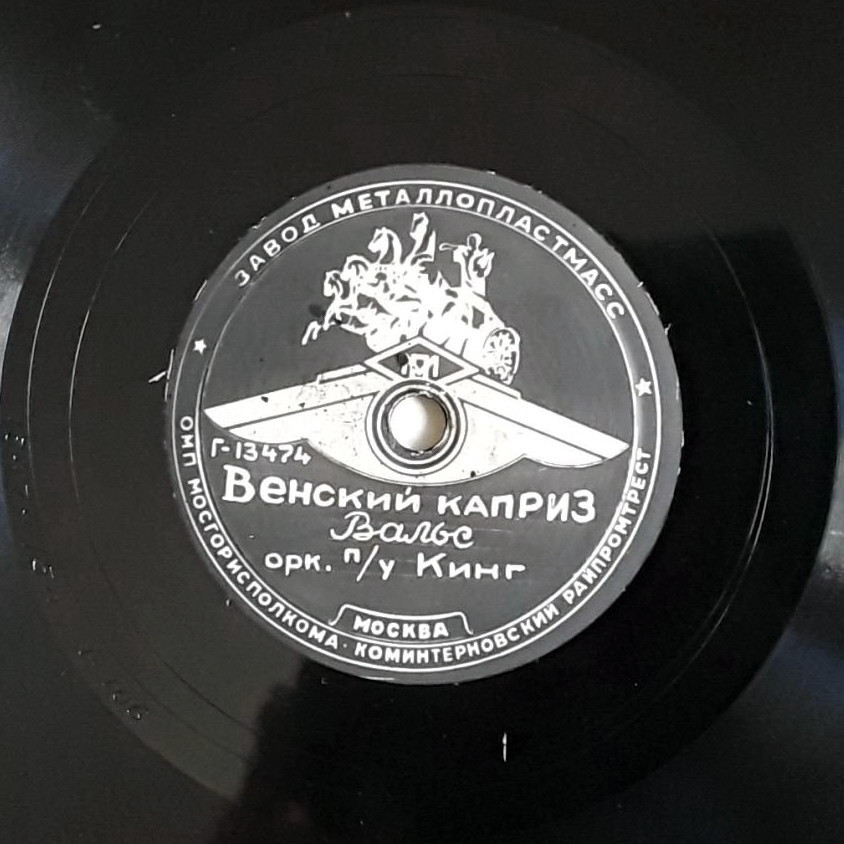 ЗАВОД МЕТАЛЛОПЛАСТМАСС
Г-13474
Венский каприз
Вальс
орк. п/у Кинг
МОСКВА
ОМП МОСГОРИСПОЛКОМА · КОМИНТЕРНОВСКИЙ РАЙПРОМТРЕСТ